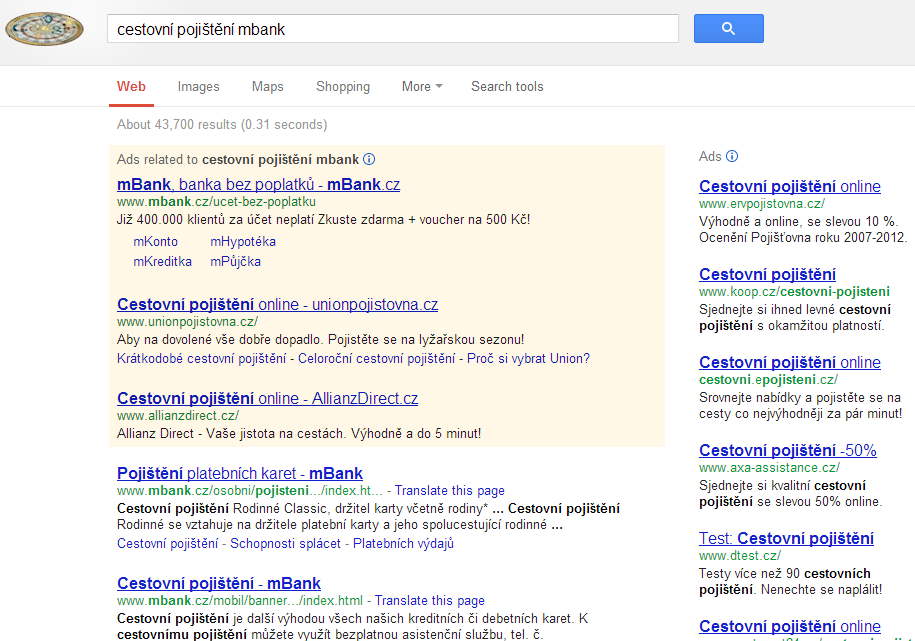 cestovní pojištění mbank
Web Images Maps Shopping More Search tools
About 43,700 results (0.31 seconds)
Ads related to cestovní pojištění mbank
mBank, banka bez poplatků - mBank.cz
www.mbank.cz/ucet-bez-poplatku
Již 400.000 klientů za účet neplatí Zkuste zdarma + voucher na 500 Kč!
mKonto mHypotéka
mKreditka mPůjčka
Cestovní pojištění online - unionpojistovna.cz
www.unionpojistovna.cz/
Aby na dovolené vše dobře dopadlo. Pojistěte se na lyžařskou sezonu!
Krátkodobé cestovní pojištění - Celoroční cestovní pojištění - Proč si vybrat Union?
Cestovní pojištění online - AllianzDirect.cz
www.allianzdirect.cz/
Allianz Direct - Vaše jistota na cestách. Výhodně a do 5 minut!
Pojištění platebních karet - mBank
www.mbank.cz/osobni/pojisteni.../index.ht... - Translate this page
Cestovní pojištění Rodinné Classic, držitel karty včetně rodiny* ... Cestovní pojištění
Rodinné se vztahuje na držitele platební karty a jeho spolucestující rodinné ...
Cestovní pojištění - Schopnosti splácet - Platebních výdajů
Cestovní pojištění - mBank
www.mbank.cz/mobil/banner.../index.html - Translate this page
Cestovní pojištění je další výhodou všech našich kreditních či debetních karet. K
cestovnímu pojištění můžete využít bezplatnou asistenční službu, tel. č.
Ads
Cestovní pojištění online
www.ervpojistovna.cz/
Výhodně a online, se slevou 10 %.
Ocenění Pojišťovna roku 2007-2012.
Cestovní pojištění
www.koop.cz/cestovni-pojisteni
Sjednejte si ihned levné cestovní
pojištění s okamžitou platností.
Cestovní pojištění online
cestovni.epojisteni.cz/
Srovnejte nabídky a pojistěte se na
cesty co nejvýhodněji za pár minut!
Cestovní pojištění -50%
www.axa-assistance.cz/
Sjednejte si kvalitní cestovní
pojištění se slevou 50% online.
Test: Cestovní pojištění
www.dtest.cz/
Testy více než 90 cestovních
pojištění. Nenechte se napálit!
Cestovní pojištění online